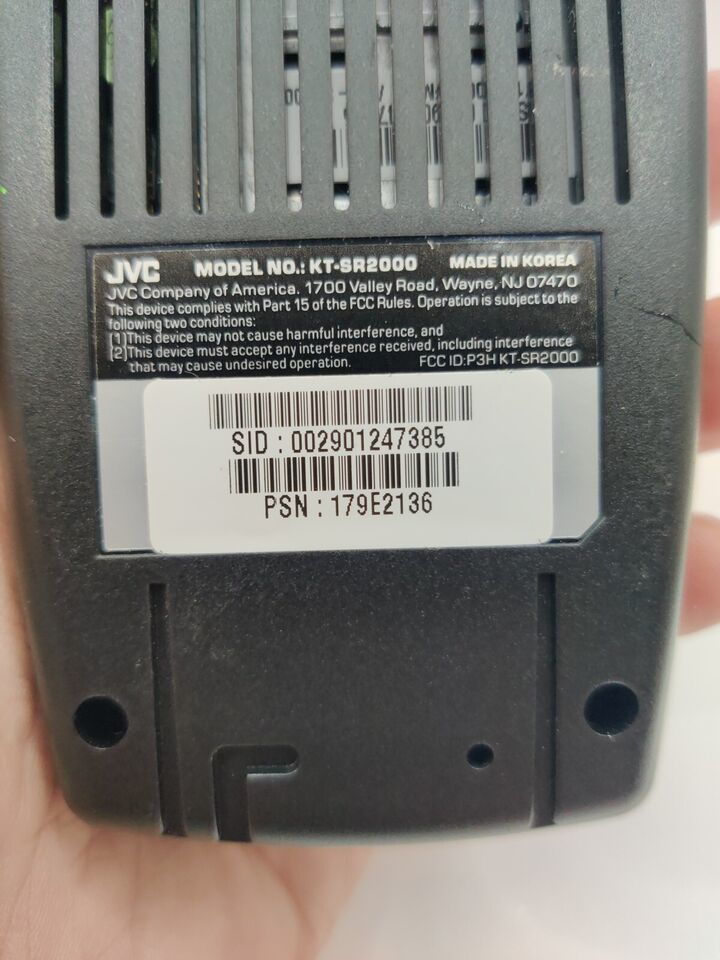 JVC MODEL NO.: KT-SR2000 MADE IN KOREA
JVC Company of America. 1700 Valley Road, Wayne, NJ 07470
This device complies with Part 15 of the FCC Rules. Operation is subject to the
following two conditions:
(1)This device may not cause harmful interference, and
(2)This device must accept any interference received, including interference
that may cause undesired operation. FCC ID:P3H KT-SR2000
SID : 002901247385
PSN : 179E2136